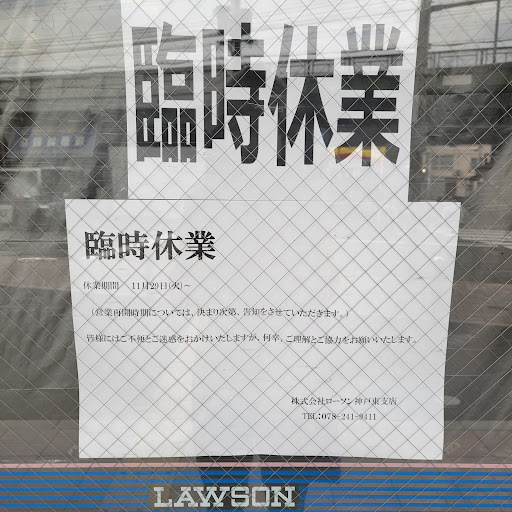 臨時休業
臨時休業
休業期間　11月29日(火)～
（営業再開時期については、決まり次第、告知をさせていただきます。）
皆様にはご不便とご迷惑をおかけいたしますが、何卒、ご理解とご協力をお願いいたします。
株式会社ローソン神戸東支店
TEL：078-241-9411
LAWSON